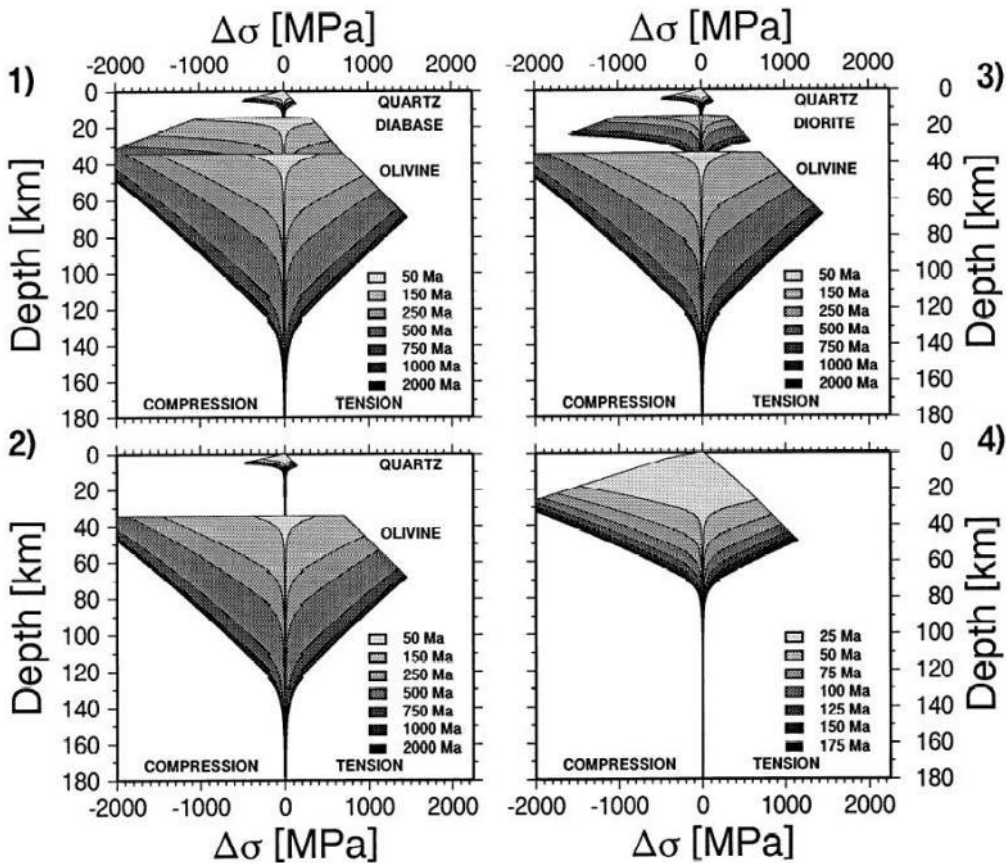 Δσ [MPa]
-2000 -1000 0 1000 2000
1)
0
20
40
60
80
100
120
140
160
180
Depth [km]
QUARTZ
DIABASE
OLIVINE
50 Ma
150 Ma
250 Ma
500 Ma
750 Ma
1000 Ma
2000 Ma
COMPRESSION TENSION
Δσ [MPa]
-2000 -1000 0 1000 2000
3)
0
20
40
60
80
100
120
140
160
180
Depth [km]
QUARTZ
DIORITE
OLIVINE
50 Ma
150 Ma
250 Ma
500 Ma
750 Ma
1000 Ma
2000 Ma
COMPRESSION TENSION
2)
0
20
40
60
80
100
120
140
160
180
Depth [km]
QUARTZ
OLIVINE
50 Ma
150 Ma
250 Ma
500 Ma
750 Ma
1000 Ma
2000 Ma
COMPRESSION TENSION
-2000 -1000 0 1000 2000
Δσ [MPa]
4)
0
20
40
60
80
100
120
140
160
180
Depth [km]
25 Ma
50 Ma
75 Ma
100 Ma
125 Ma
150 Ma
175 Ma
COMPRESSION TENSION
-2000 -1000 0 1000 2000
Δσ [MPa]